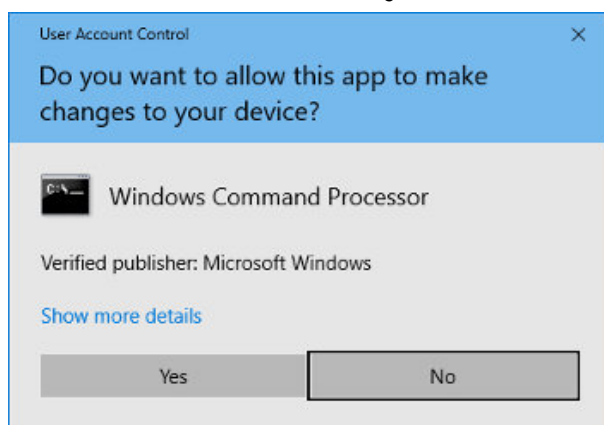 User Account Control
Do you want to allow this app to make
changes to your device?
C:\_
Windows Command Processor
Verified publisher: Microsoft Windows
Show more details
Yes
No